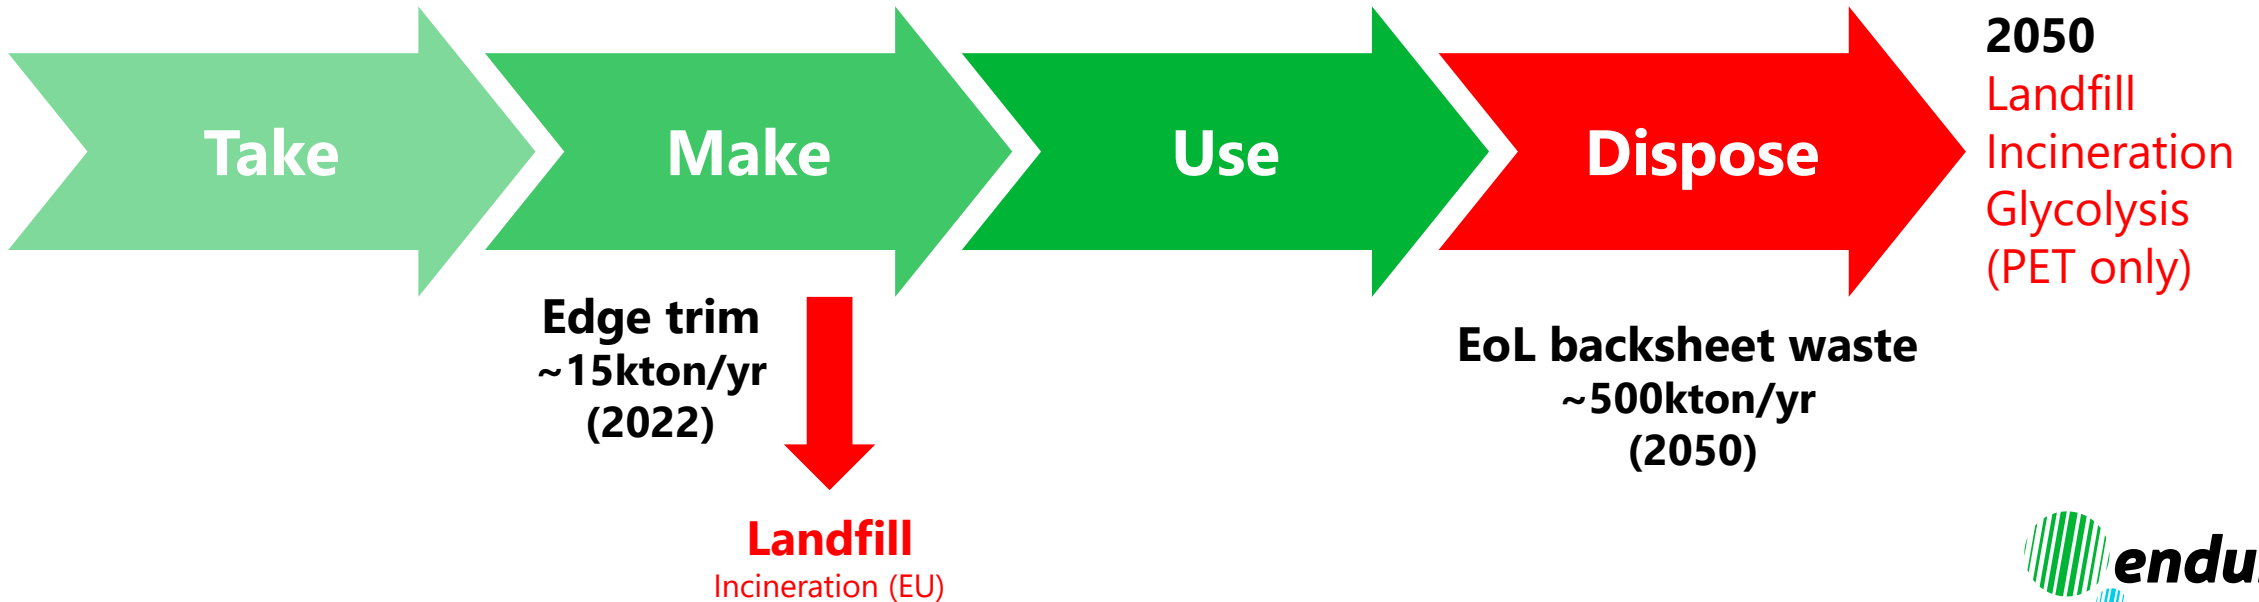 Take
Make
Use
Dispose
2050
Landfill
Incineration
Glycolysis
(PET only)
Edge trim
~15kton/yr
(2022)
EoL backsheet waste
~500kton/yr
(2050)
Landfill
Incineration (EU)